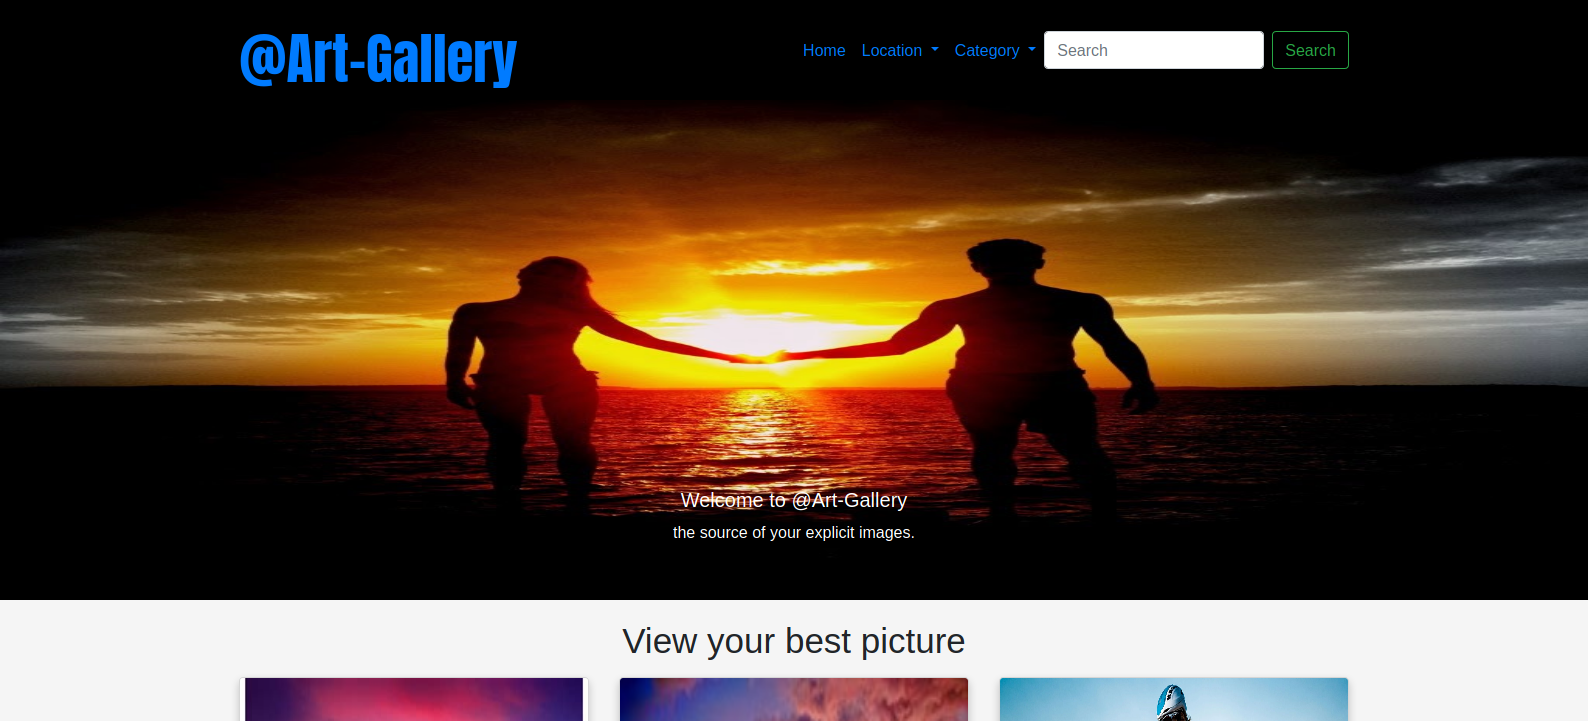 @Art-Gallery
Home Location Category Search Search
Welcome to @Art-Gallery
the source of your explicit images.
View your best picture